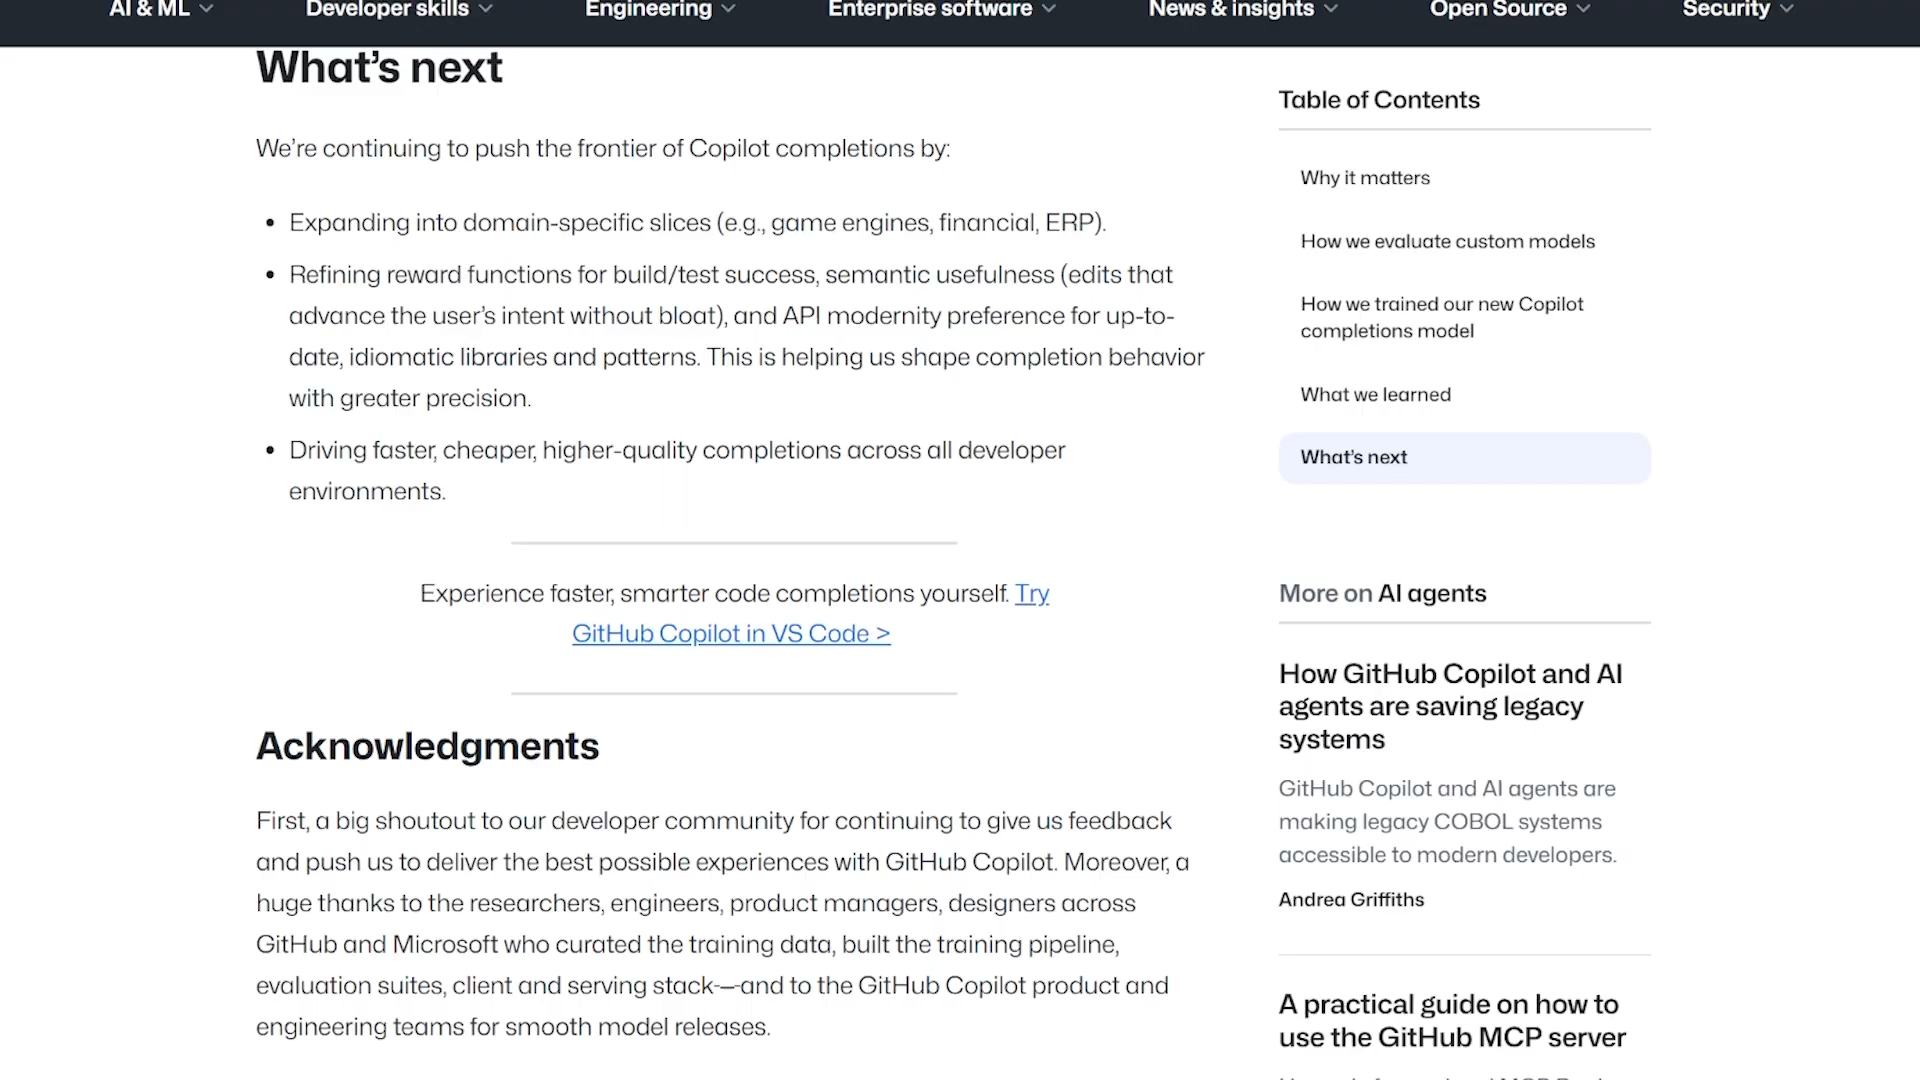 AI & ML
Developer skills
Engineering
Enterprise software
News & insights
Open Source
Security
What's next
We're continuing to push the frontier of Copilot completions by:
• Expanding into domain-specific slices (e.g., game engines, financial, ERP).
• Refining reward functions for build/test success, semantic usefulness (edits that
advance the user's intent without bloat), and API modernity preference for up-to-
date, idiomatic libraries and patterns. This is helping us shape completion behavior
with greater precision.
• Driving faster, cheaper, higher-quality completions across all developer
environments.
Experience faster, smarter code completions yourself. Try
GitHub Copilot in VS Code >
Acknowledgments
First, a big shoutout to our developer community for continuing to give us feedback
and push us to deliver the best possible experiences with GitHub Copilot. Moreover, a
huge thanks to the researchers, engineers, product managers, designers across
GitHub and Microsoft who curated the training data, built the training pipeline,
evaluation suites, client and serving stack-—-and to the GitHub Copilot product and
engineering teams for smooth model releases.
Table of Contents
Why it matters
How we evaluate custom models
How we trained our new Copilot
completions model
What we learned
What's next
More on AI agents
How GitHub Copilot and AI
agents are saving legacy
systems
GitHub Copilot and AI agents are
making legacy COBOL systems
accessible to modern developers.
Andrea Griffiths
A practical guide on how to
use the GitHub MCP server